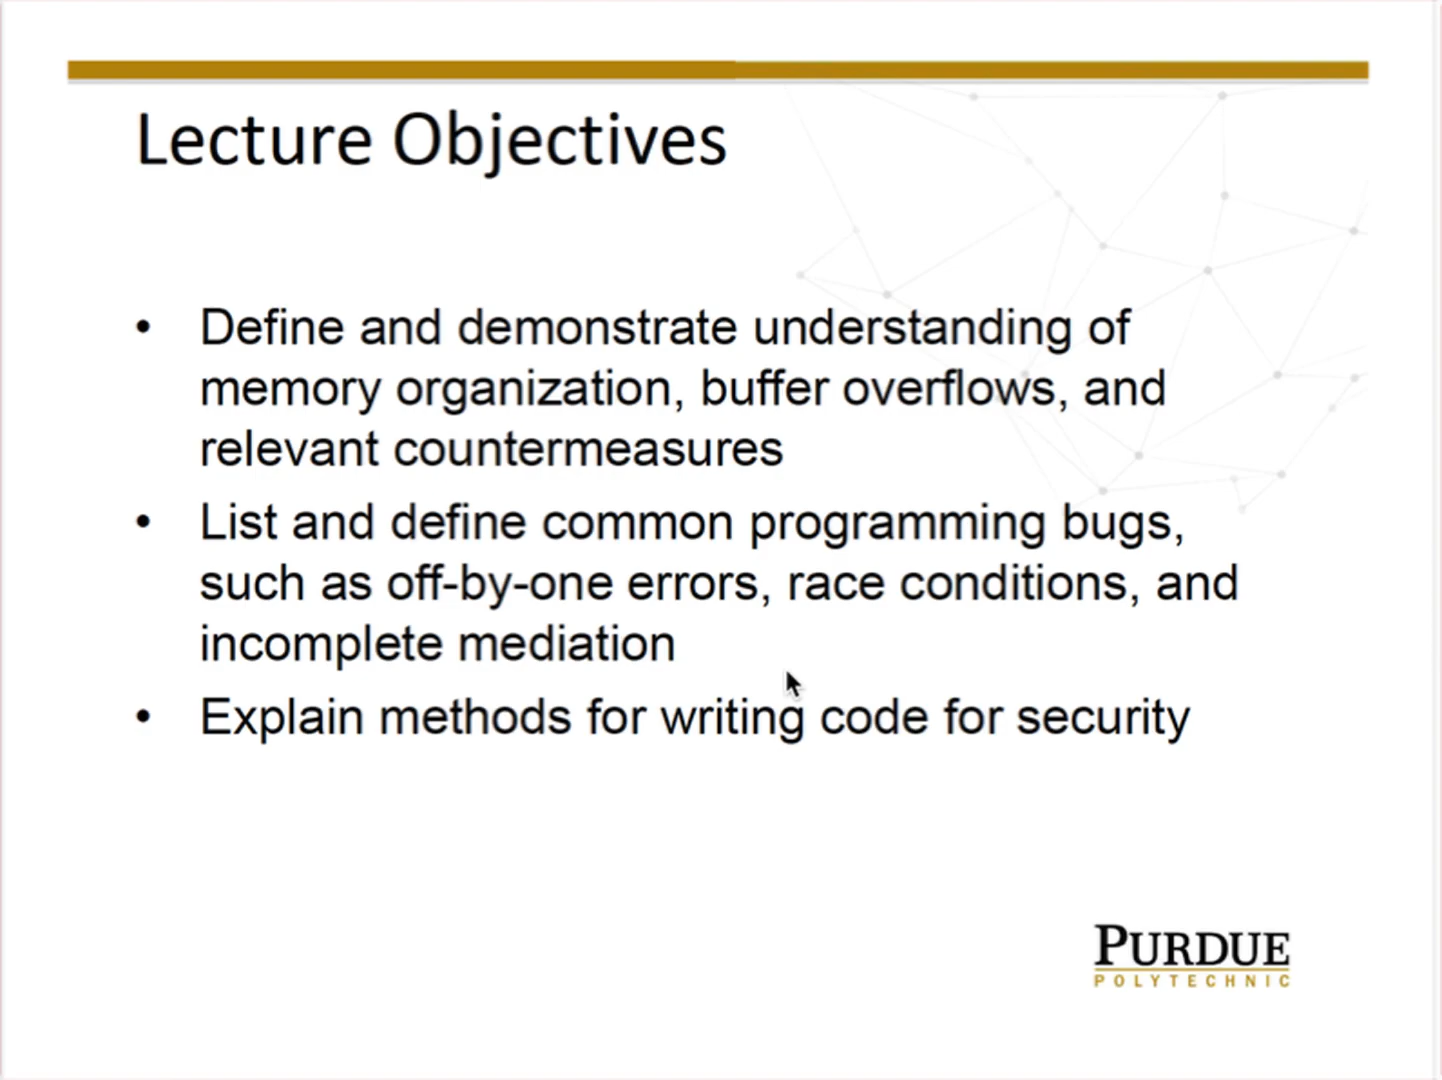 Lecture Objectives
• Define and demonstrate understanding of
memory organization, buffer overflows, and
relevant countermeasures
• List and define common programming bugs,
such as off-by-one errors, race conditions, and
incomplete mediation
• Explain methods for writing code for security
PURDUE
POLYTECHNIC